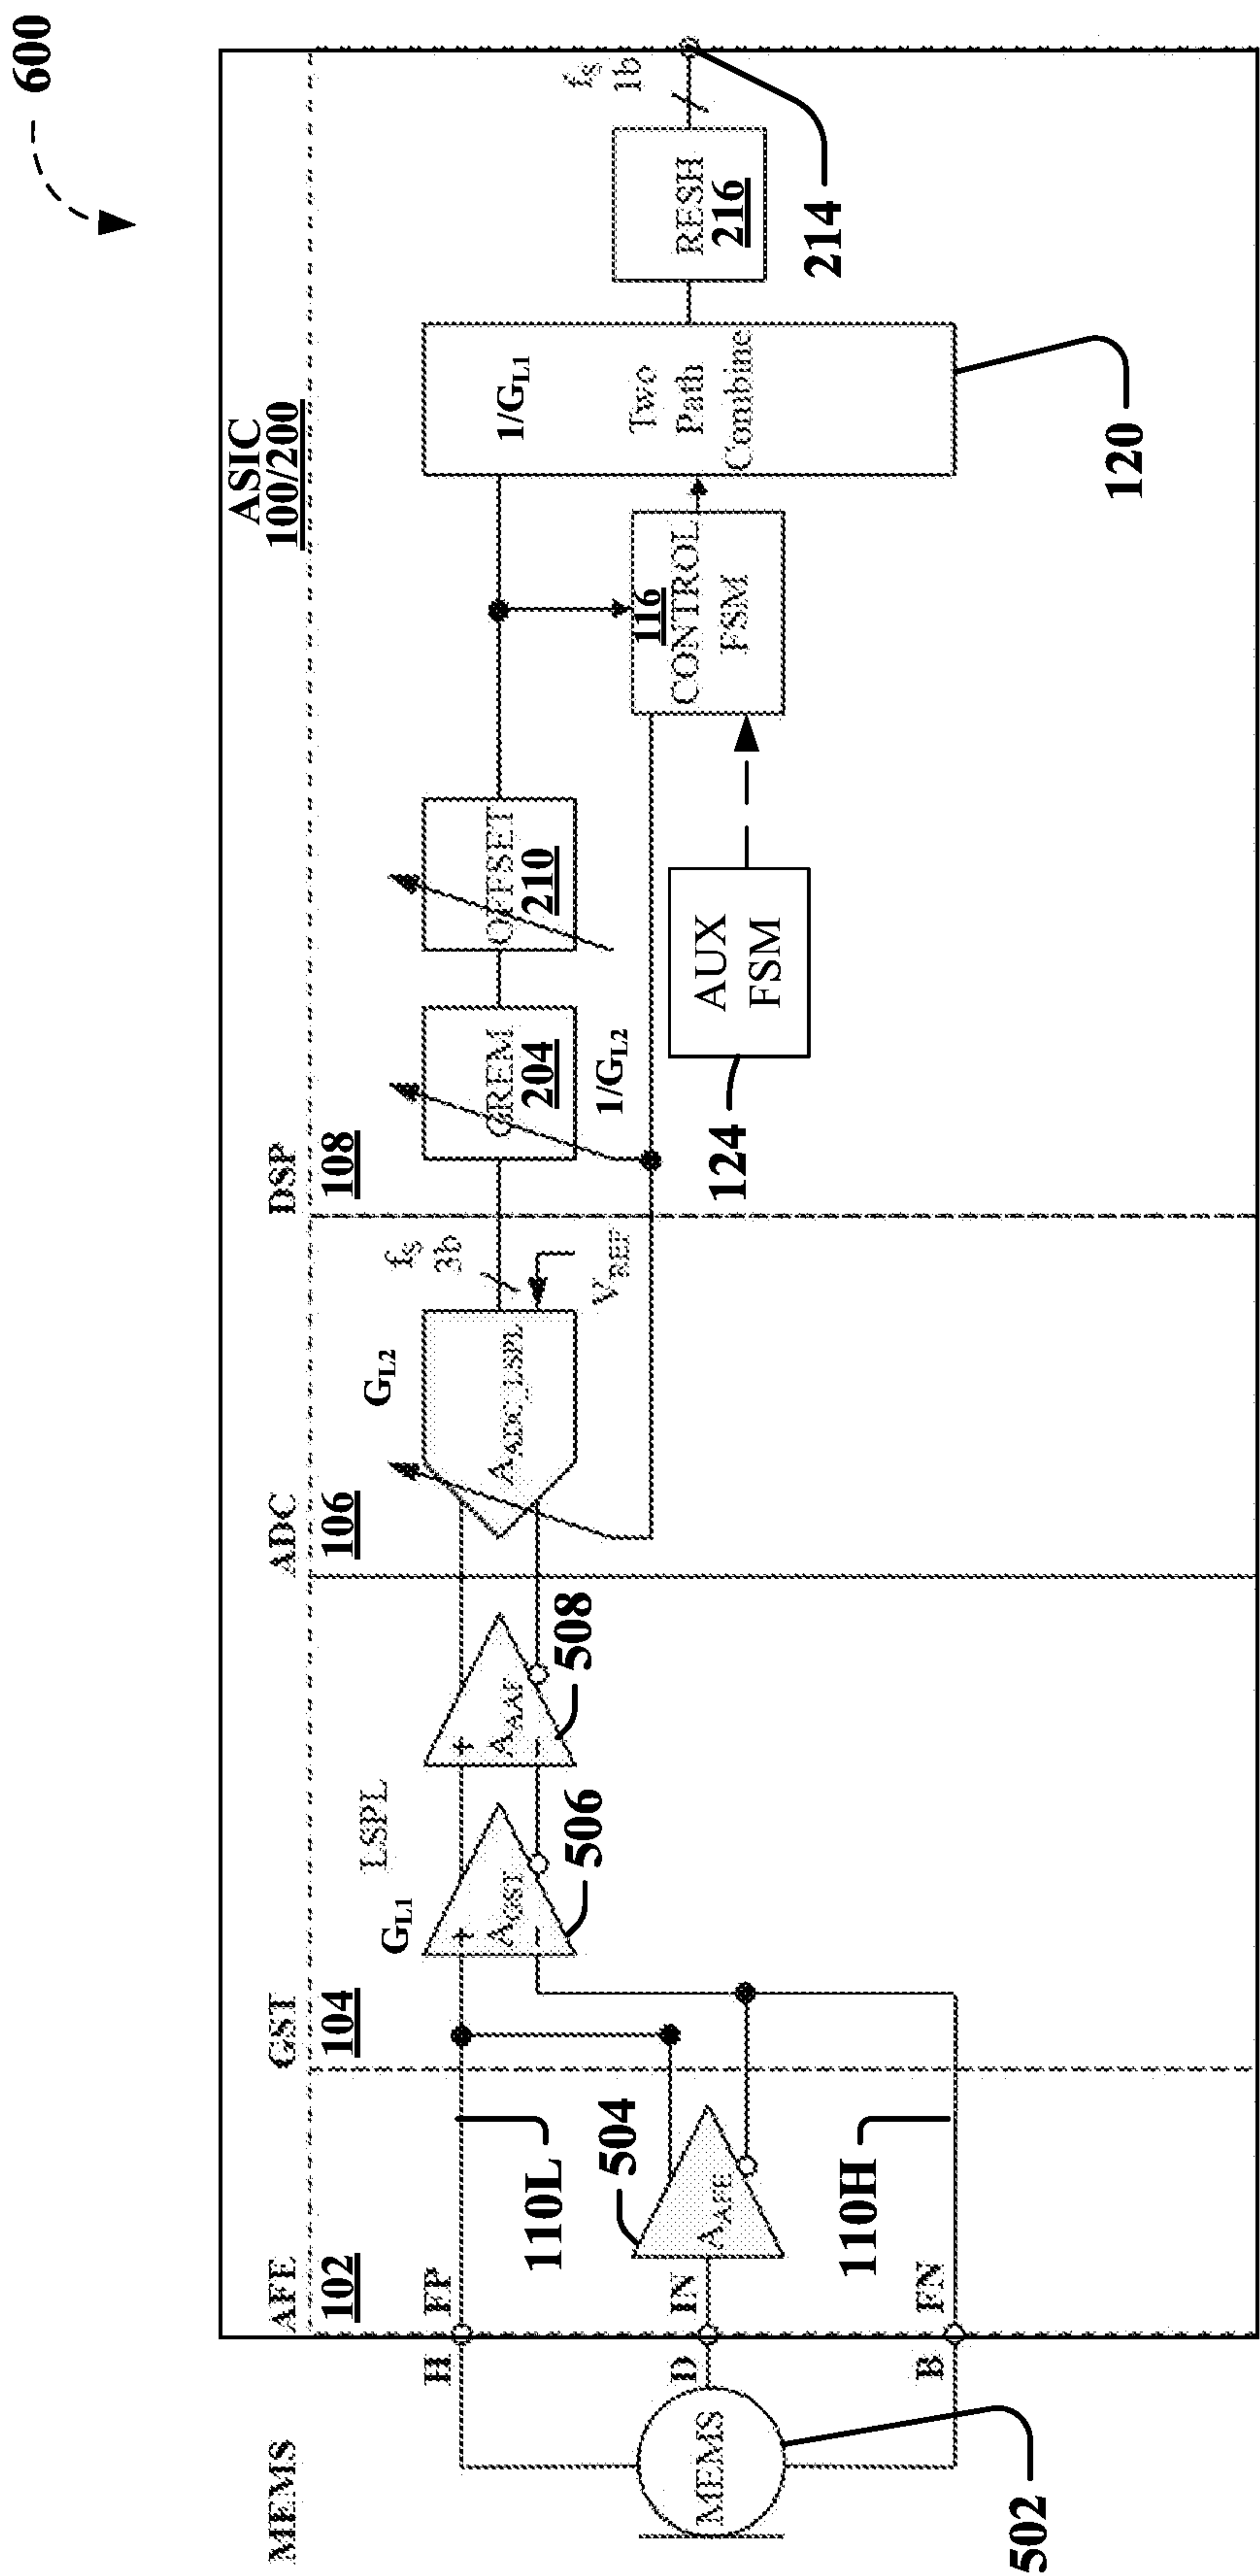 600
ASIC
100/200
MEMS
AFE
102
GST
104
ADC
106
DSP
108
H
FP
D
IN
B
FN
MEMS
502
110L
504
A_AFE
110H
G_L1
LSPL
A_GST
506
A_AAF
508
G_L2
A_ADC_LSPL
f_S
3b
V_REF
GREM
204
1/G_L2
OFFSET
210
AUX
FSM
124
116
CONTROL
FSM
1/G_L1
Two
Path
Combine
120
RESH
216
f_S
1b
214